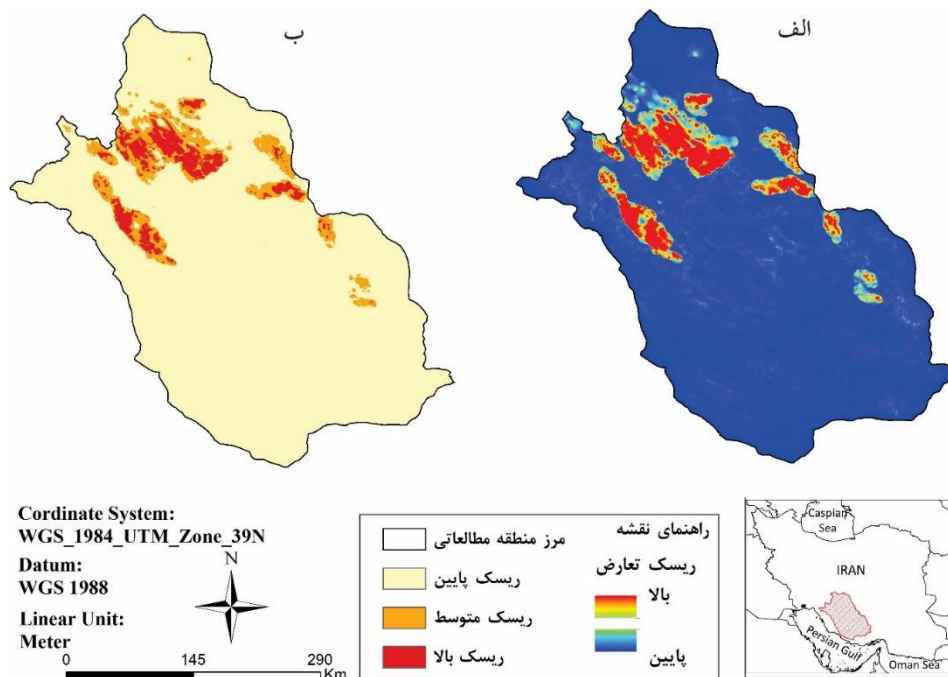 ب
الف
Cordinate System:
WGS_1984_UTM_Zone_39N
Datum:
WGS 1988
Linear Unit:
Meter
N
0 145 290
Km
راهنمای نقشه
ریسک تعارض
بالا
پایین
مرز منطقه مطالعاتی
ریسک پایین
ریسک متوسط
ریسک بالا
Caspian
Sea
IRAN
Persian Gulf
Oman Sea